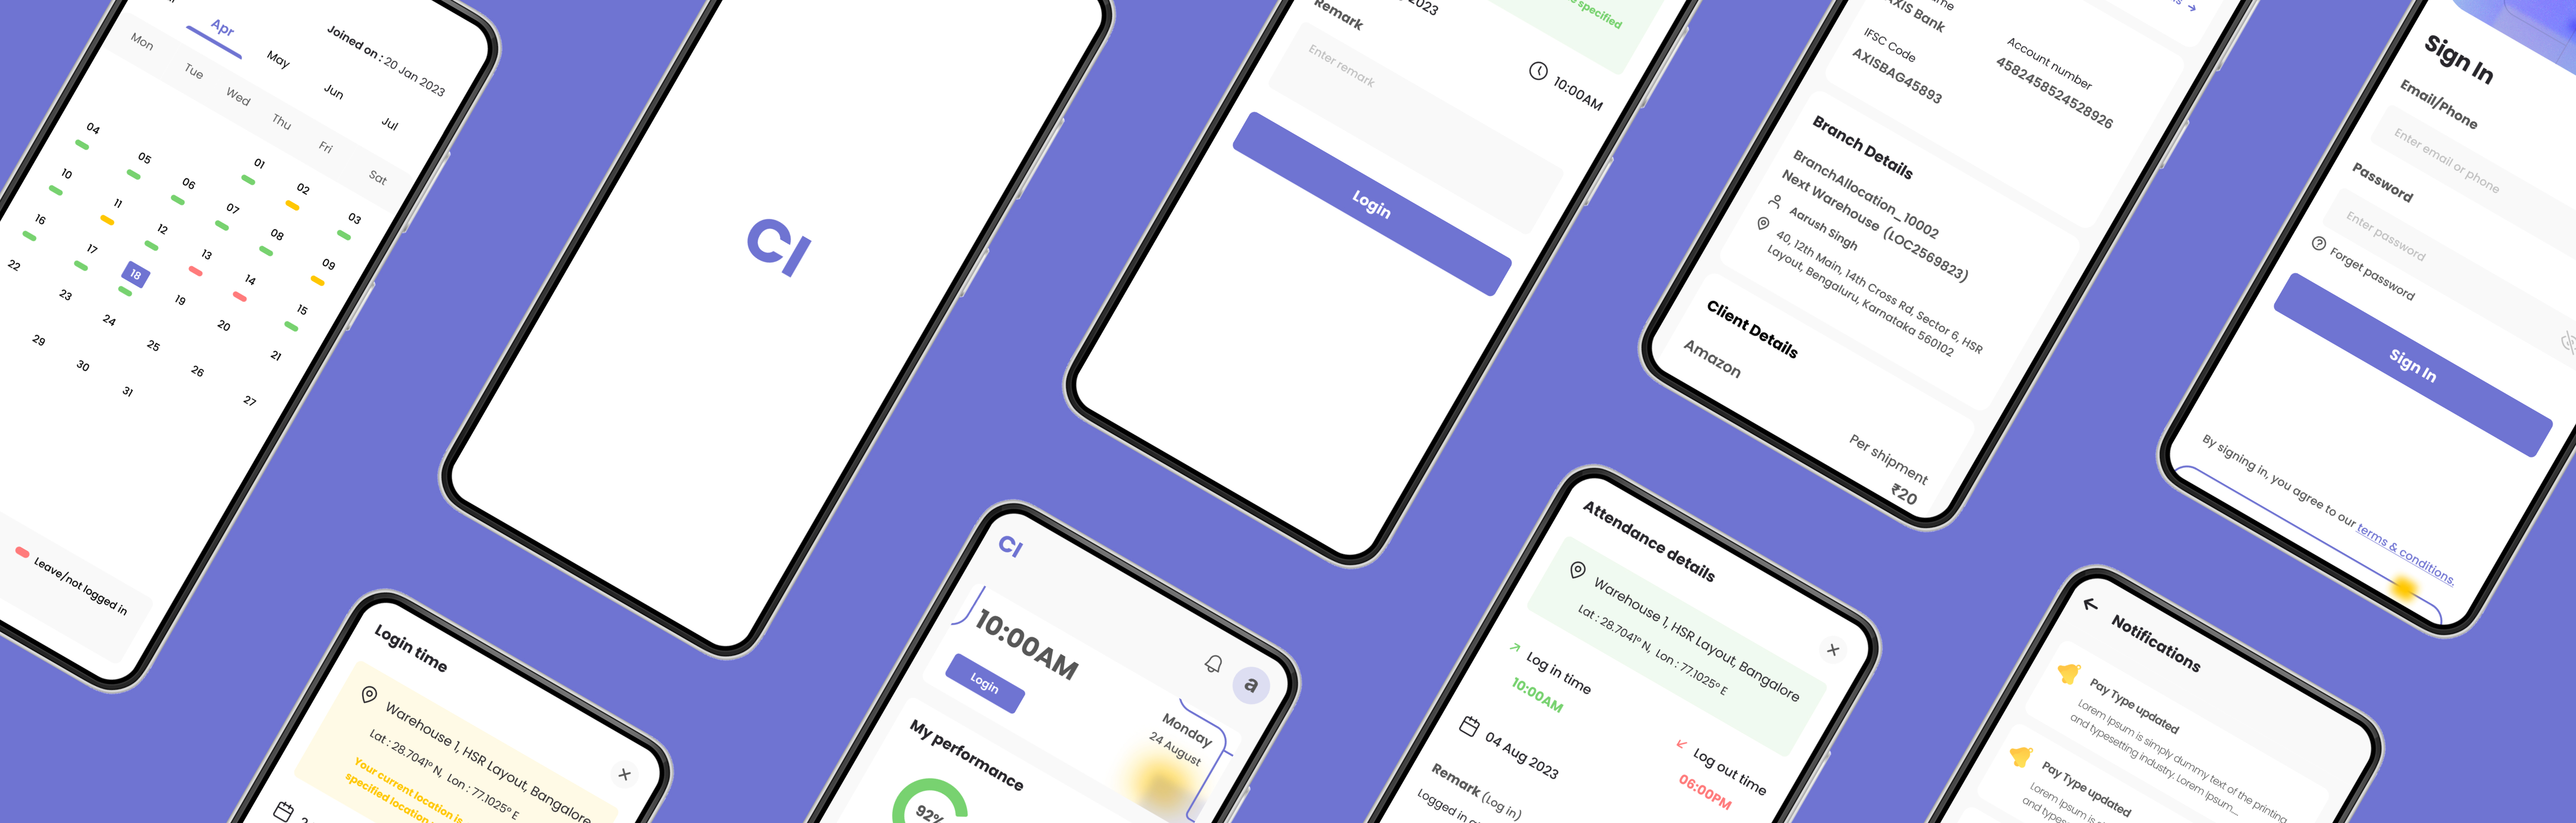 Joined on : 20 Jan 2023
Apr
May
Jun
Jul
Mon
Tue
Wed
Thu
Fri
Sat
01
02
03
04
05
06
07
08
09
10
11
12
13
14
15
16
17
18
19
20
21
22
23
24
25
26
27
29
30
31
Leave/not logged in
CI
2023
specified
Remark
Enter remark
10:00AM
Login
AXIS Bank
IFSC Code
AXISBAG45893
Account number
4582458524528926
Branch Details
BranchAllocation_10002
Next Warehouse (LOC2569823)
Aarush Singh
40, 12th Main, 14th Cross Rd, Sector 6, HSR
Layout, Bengaluru, Karnataka 560102
Client Details
Amazon
Per shipment
₹20
Sign In
Email/Phone
Enter email or phone
Password
Enter password
Forget password
Sign In
By signing in, you agree to our terms & conditions.
Login time
Warehouse 1, HSR Layout, Bangalore
Lat : 28.7041° N, Lon : 77.1025° E
Your current location is
specified location
CI
a
10:00AM
Login
Monday
24 August
My performance
92%
Attendance details
Warehouse 1, HSR Layout, Bangalore
Lat : 28.7041° N, Lon : 77.1025° E
Log in time
10:00AM
Log out time
06:00PM
04 Aug 2023
Remark (Log in)
Logged in
Notifications
Pay Type updated
Lorem Ipsum is simply dummy text of the printing
and typesetting industry. Lorem Ipsum...
Pay Type updated
Lorem Ipsum is
and types